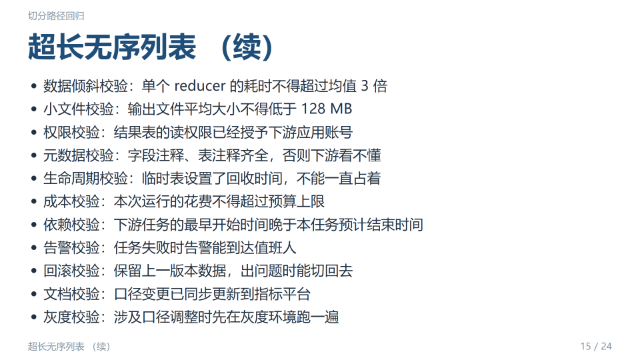 切分路径回归
超长无序列表 （续）
• 数据倾斜校验：单个 reducer 的耗时不得超过均值 3 倍
• 小文件校验：输出文件平均大小不得低于 128 MB
• 权限校验：结果表的读权限已经授予下游应用账号
• 元数据校验：字段注释、表注释齐全，否则下游看不懂
• 生命周期校验：临时表设置了回收时间，不能一直占着
• 成本校验：本次运行的花费不得超过预算上限
• 依赖校验：下游任务的最早开始时间晚于本任务预计结束时间
• 告警校验：任务失败时告警能到达值班人
• 回滚校验：保留上一版本数据，出问题时能切回去
• 文档校验：口径变更已同步更新到指标平台
• 灰度校验：涉及口径调整时先在灰度环境跑一遍
超长无序列表 （续）
15 / 24